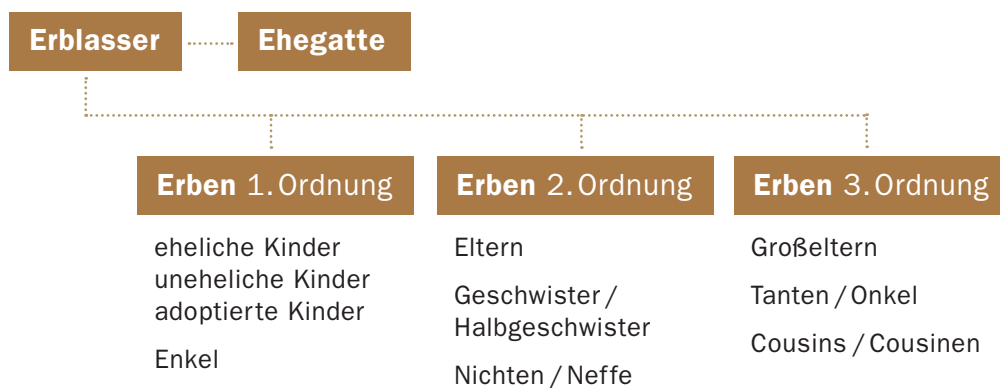 Erblasser
Ehegatte
Erben 1. Ordnung
eheliche Kinder
uneheliche Kinder
adoptierte Kinder
Enkel
Erben 2. Ordnung
Eltern
Geschwister /
Halbgeschwister
Nichten / Neffe
Erben 3. Ordnung
Großeltern
Tanten / Onkel
Cousins / Cousinen